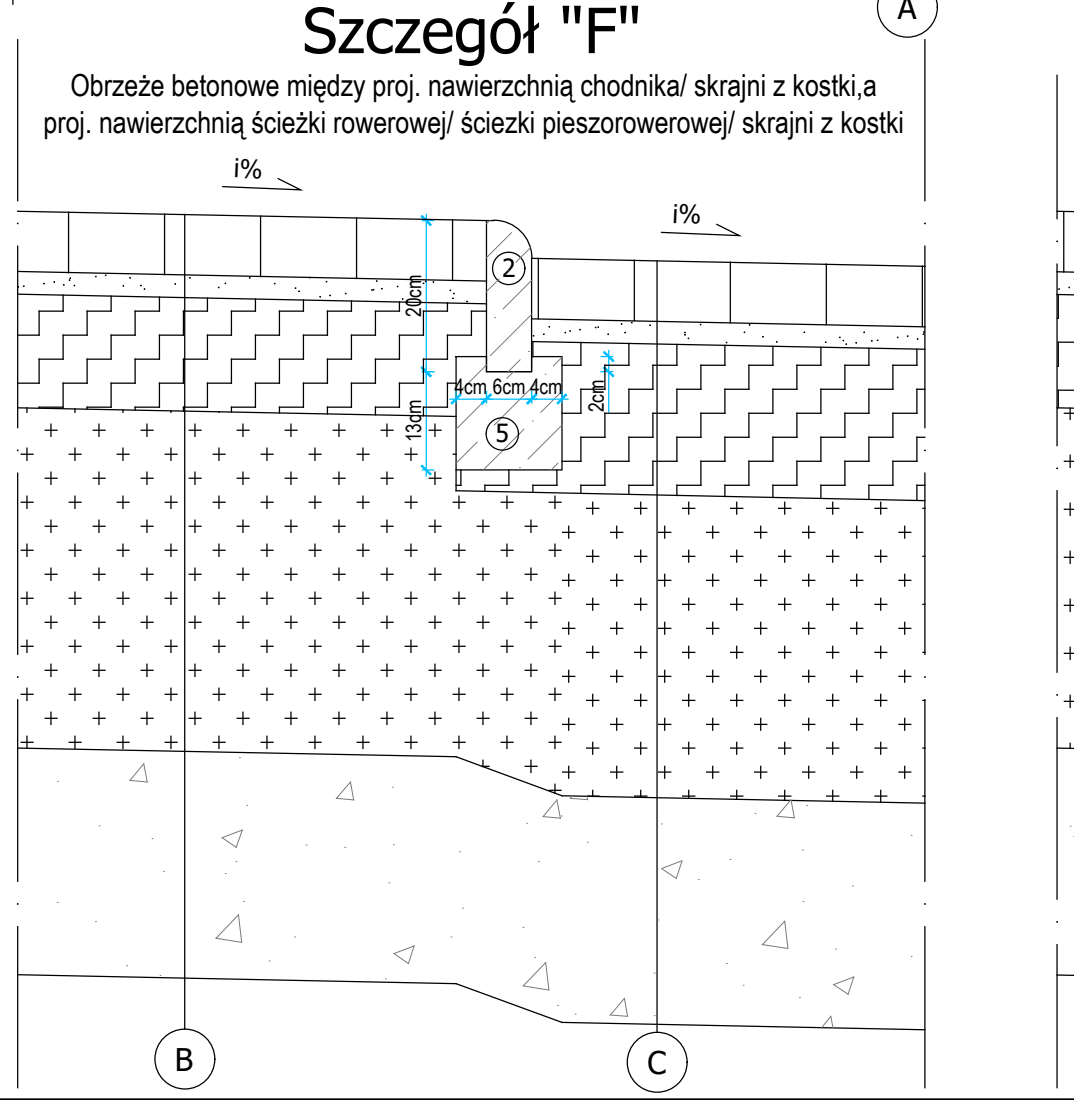 A
Szczegół "F"
Obrzeże betonowe między proj. nawierzchnią chodnika/ skrajni z kostki,a
proj. nawierzchnią ścieżki rowerowej/ ściezki pieszorowerowej/ skrajni z kostki
i%
i%
2
20cm
4cm 6cm 4cm
2cm
13cm
5
B
C